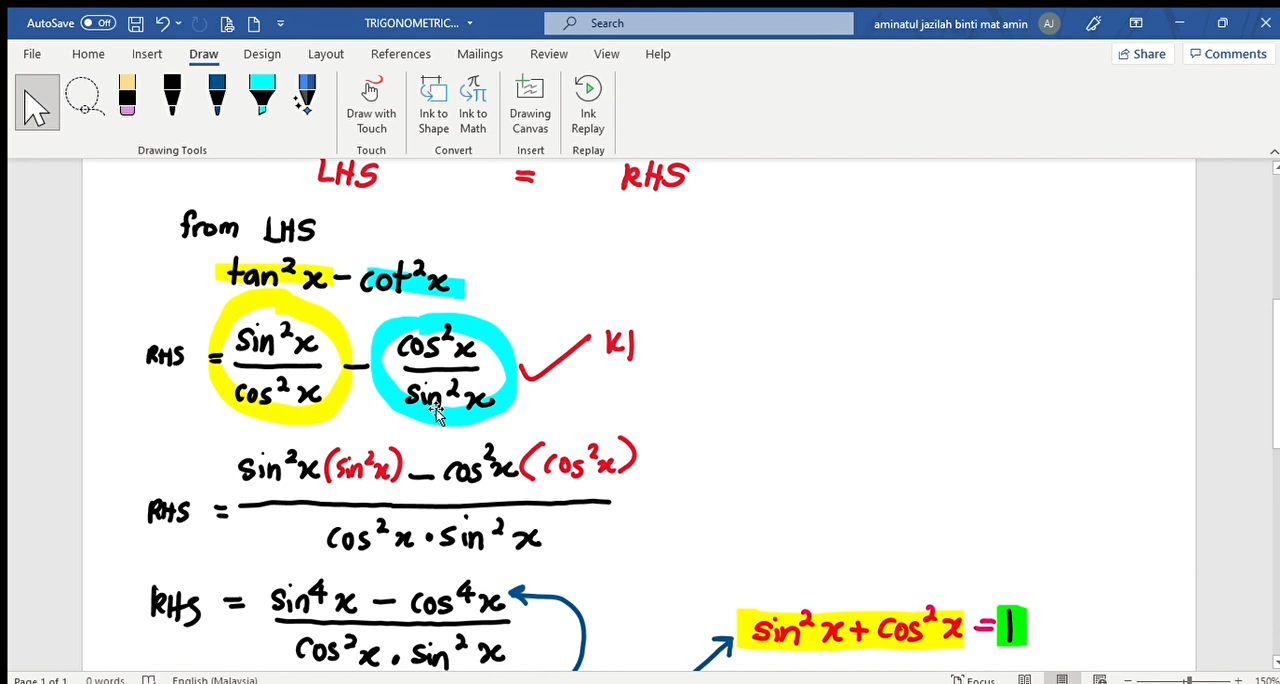 AutoSave Off TRIGONOMETRIC... Search aminatul jazilah binti mat amin AJ
File Home Insert Draw Design Layout References Mailings Review View Help Share Comments
Draw with Touch Ink to Shape Ink to Math Drawing Canvas Ink Replay
Drawing Tools Touch Convert Insert Replay
LHS = RHS
from LHS
tan²x - cot²x
RHS = sin²x / cos²x - cos²x / sin²x K1
RHS = sin²x (sin²x) - cos²x (cos²x) / cos²x · sin²x
RHS = sin⁴x - cos⁴x / cos²x · sin²x
sin²x + cos²x = 1
Page 1 of 1 0 words English (Malaysia) Focus 150%